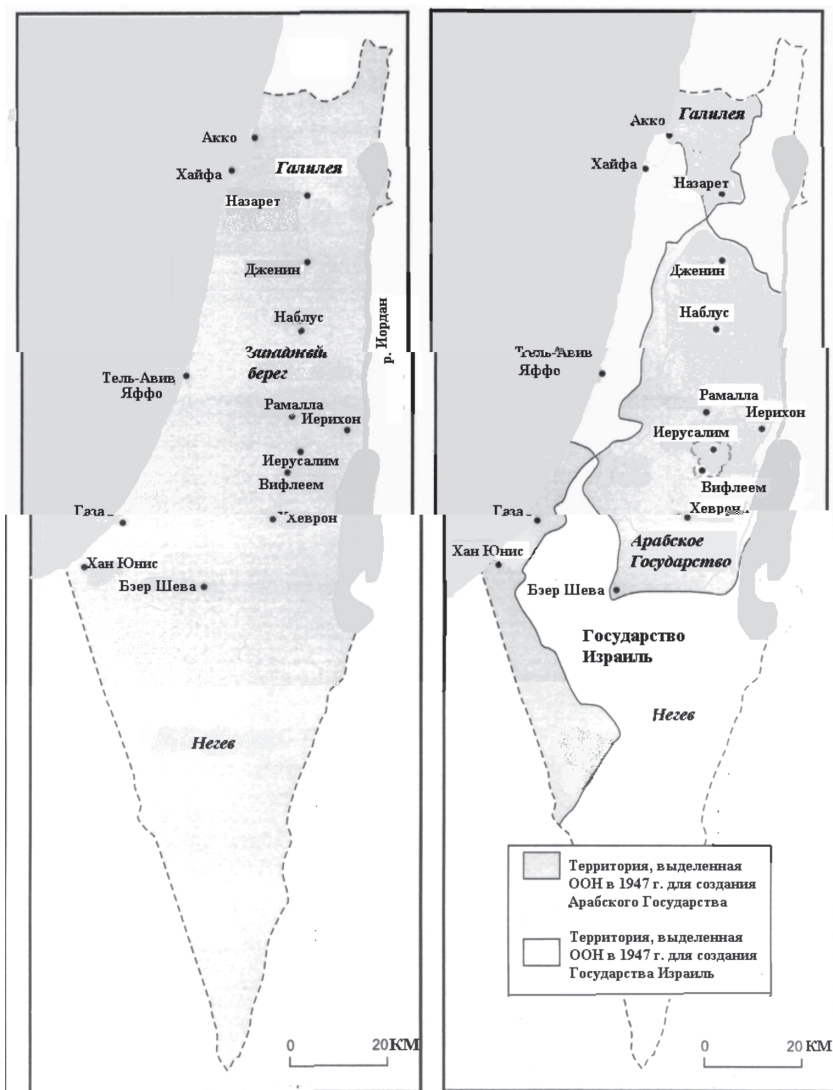 Акко
Хайфа
Галилея
Назарет
Дженин
Наблус
р. Иордан
Западный
берег
Тель-Авив
Яффо
Рамалла
Иерихон
Иерусалим
Вифлеем
Газа
Хеврон
Хан Юнис
Бзер Шева
Негев
0 20 КМ
Галилея
Акко
Хайфа
Назарет
Дженин
Наблус
Тель-Авив
Яффо
Рамалла
Иерихон
Иерусалим
Вифлеем
Хеврон
Газа
Арабское
Государство
Хан Юнис
Бзер Шева
Государство
Израиль
Негев
Территория, выделенная
ООН в 1947 г. для создания
Арабского Государства
Территория, выделенная
ООН в 1947 г. для создания
Государства Израиль
0 20 КМ